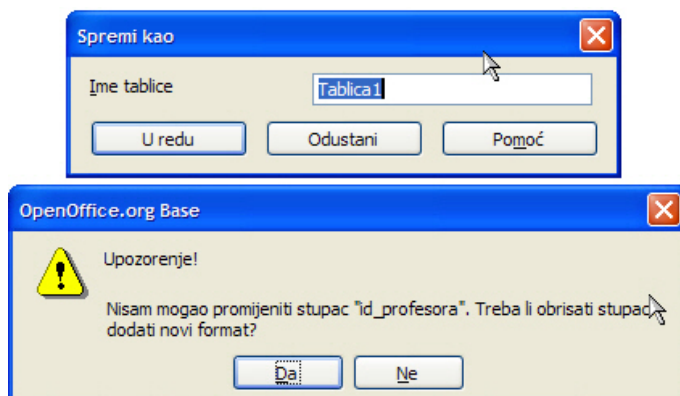 Spremi kao
Ime tablice
Tablica1
U redu
Odustani
Pomoć
OpenOffice.org Base
Upozorenje!
Nisam mogao promijeniti stupac "id_profesora". Treba li obrisati stupac
dodati novi format?
Da
Ne